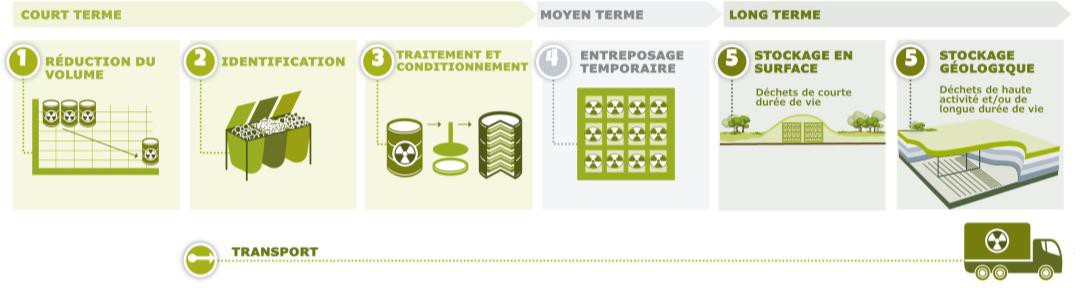 COURT TERME
MOYEN TERME
LONG TERME
1
RÉDUCTION DU
VOLUME
2
IDENTIFICATION
3
TRAITEMENT ET
CONDITIONNEMENT
4
ENTREPOSAGE
TEMPORAIRE
5
STOCKAGE EN
SURFACE
Déchets de courte
durée de vie
5
STOCKAGE
GÉOLOGIQUE
Déchets de haute
activité et/ou de
longue durée de vie
TRANSPORT